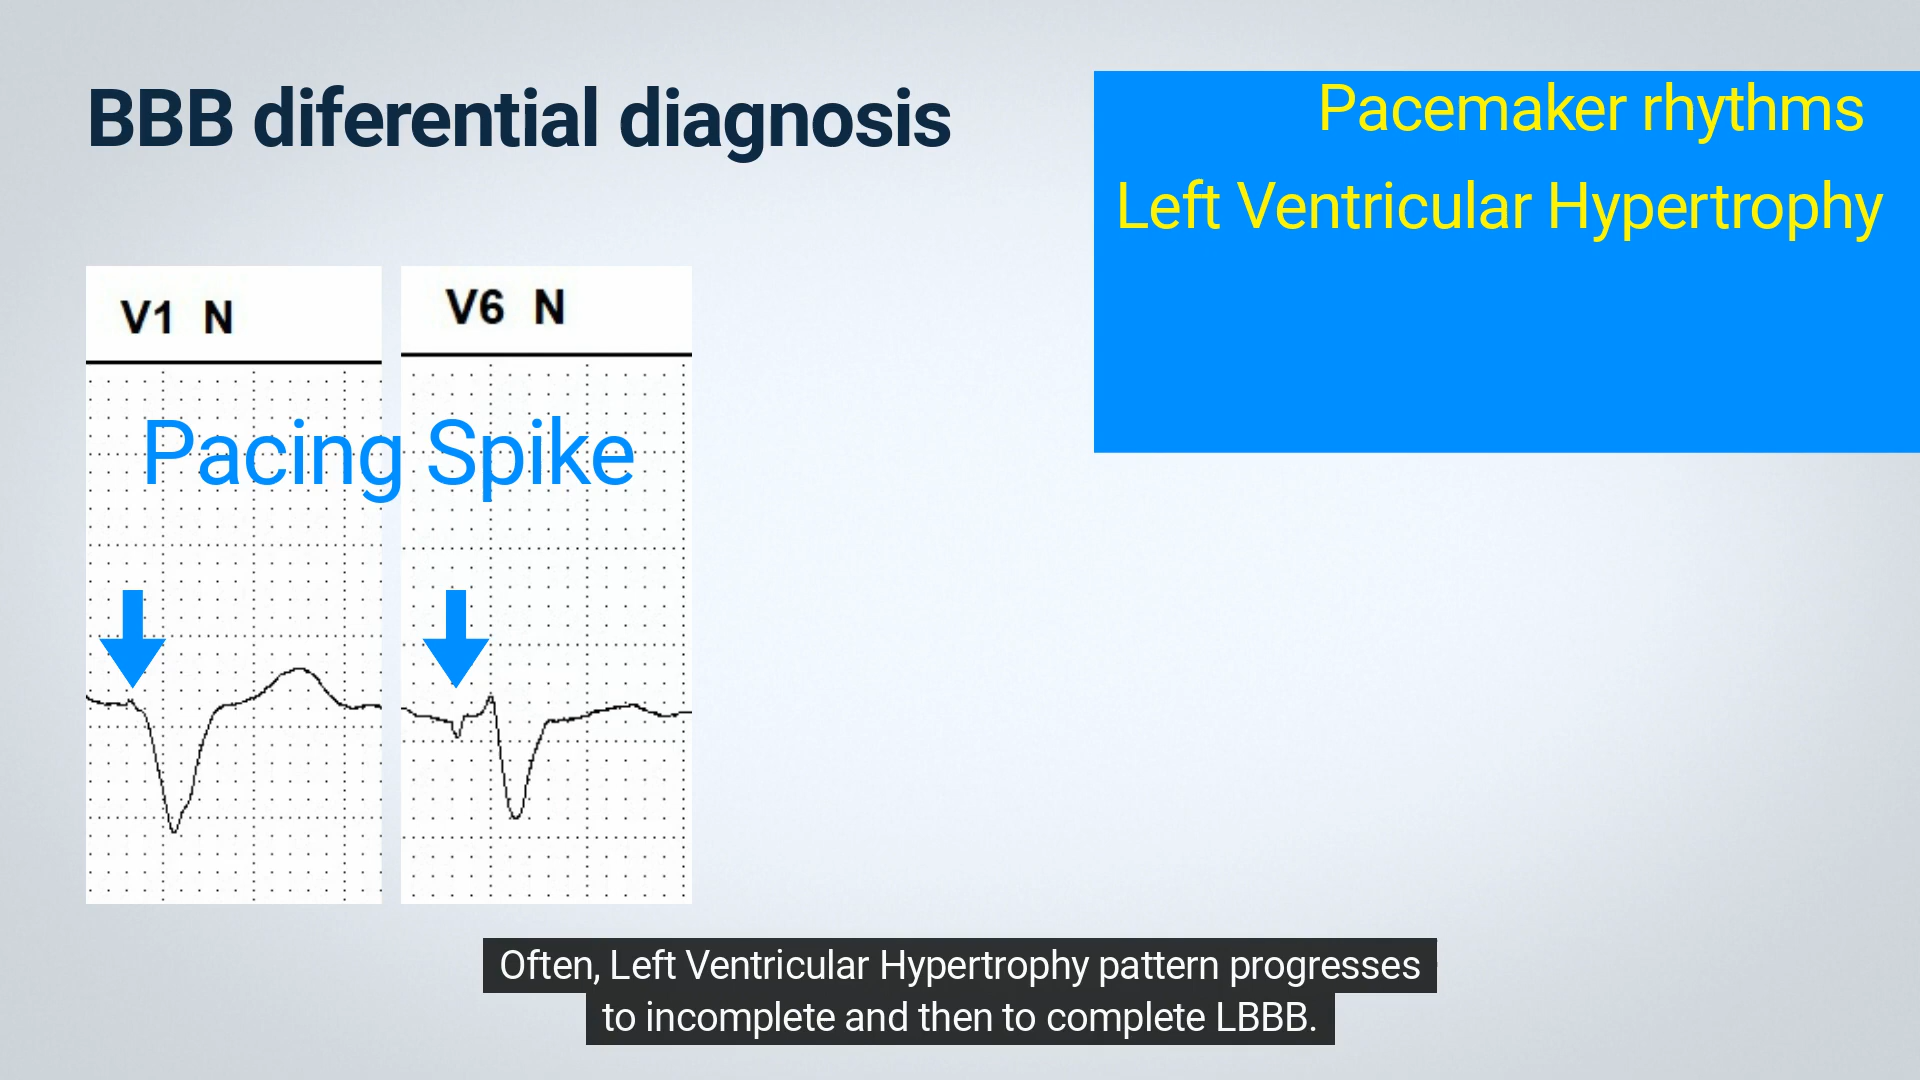 BBB diferential diagnosis
Pacemaker rhythms
Left Ventricular Hypertrophy
V1 N
V6 N
Pacing Spike
Often, Left Ventricular Hypertrophy pattern progresses
to incomplete and then to complete LBBB.